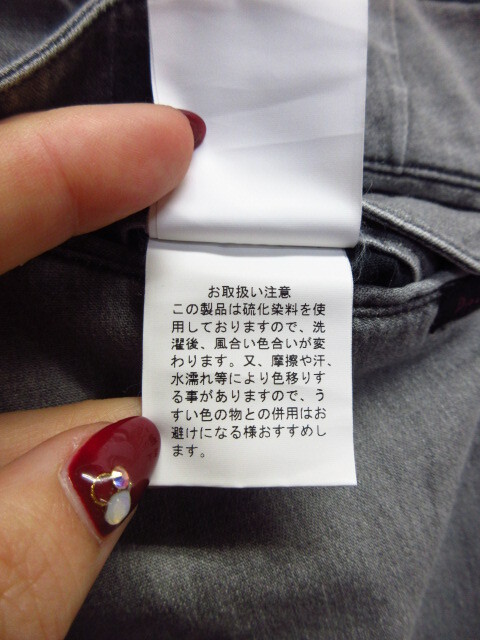 お取扱い注意
この製品は硫化染料を使
用しておりますので、洗
濯後、風合い色合いが変
わります。又、摩擦や汗、
水濡れ等により色移りす
る事がありますので、う
すい色の物との併用はお
避けになる様おすすめし
ます。